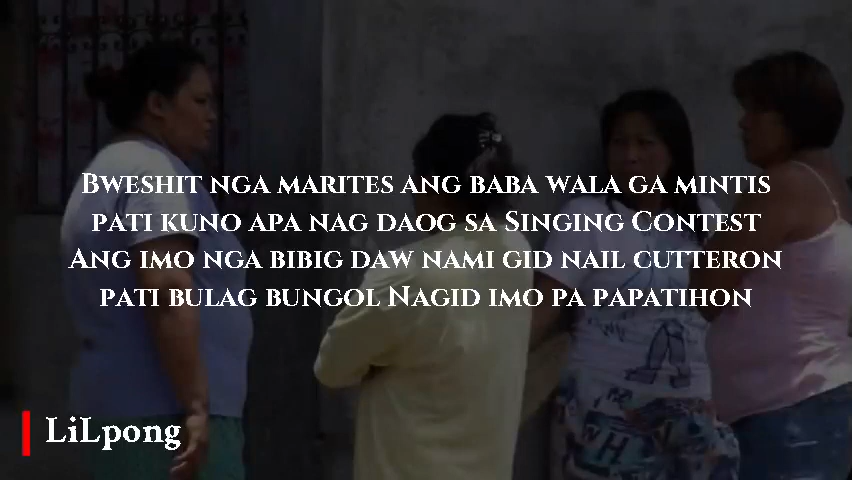 Bweshit nga marites ang baba wala ga mintis
pati kuno apa nag daog sa Singing Contest
Ang imo nga bibig daw nami gid nail cutteron
pati bulag bungol Nagid imo pa papatihon
LiLpong